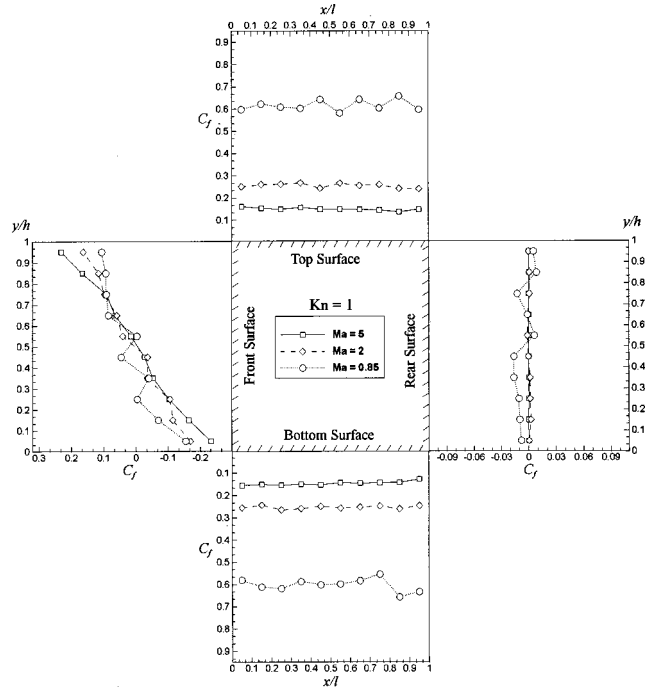 x/l
0 0.1 0.2 0.3 0.4 0.5 0.6 0.7 0.8 0.9 1
0.9
0.8
0.7
0.6
C_f
0.5
0.4
0.3
0.2
0.1
y/h
y/h
1
0.9
0.8
0.7
0.6
0.5
0.4
0.3
0.2
0.1
0
0.3 0.2 0.1 0 -0.1 -0.2
C_f
Top Surface
Front Surface
Kn = 1
Ma = 5
Ma = 2
Ma = 0.85
Rear Surface
Bottom Surface
1
0.9
0.8
0.7
0.6
0.5
0.4
0.3
0.2
0.1
0
-0.09 -0.06 -0.03 0 0.03 0.06 0.09
C_f
0.1
0.2
0.3
0.4
C_f
0.5
0.6
0.7
0.8
0.9
0 0.1 0.2 0.3 0.4 0.5 0.6 0.7 0.8 0.9 1
x/l